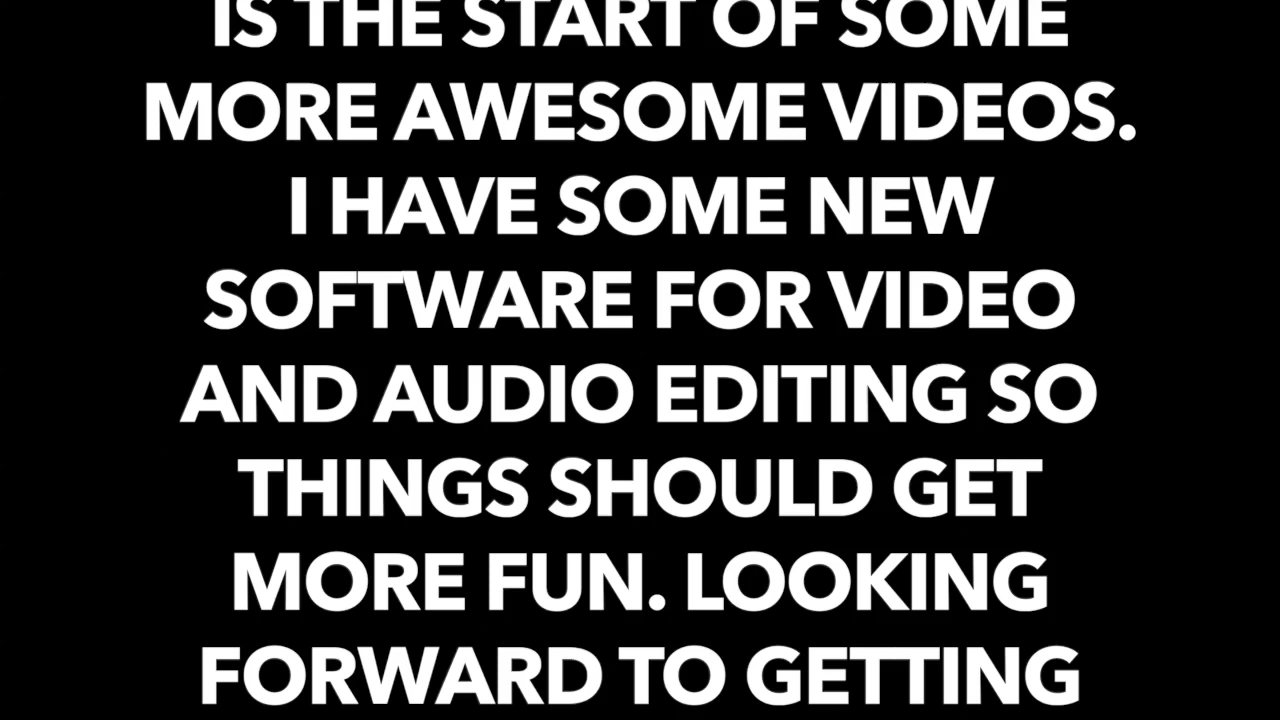 IS THE START OF SOME
MORE AWESOME VIDEOS.
I HAVE SOME NEW
SOFTWARE FOR VIDEO
AND AUDIO EDITING SO
THINGS SHOULD GET
MORE FUN. LOOKING
FORWARD TO GETTING